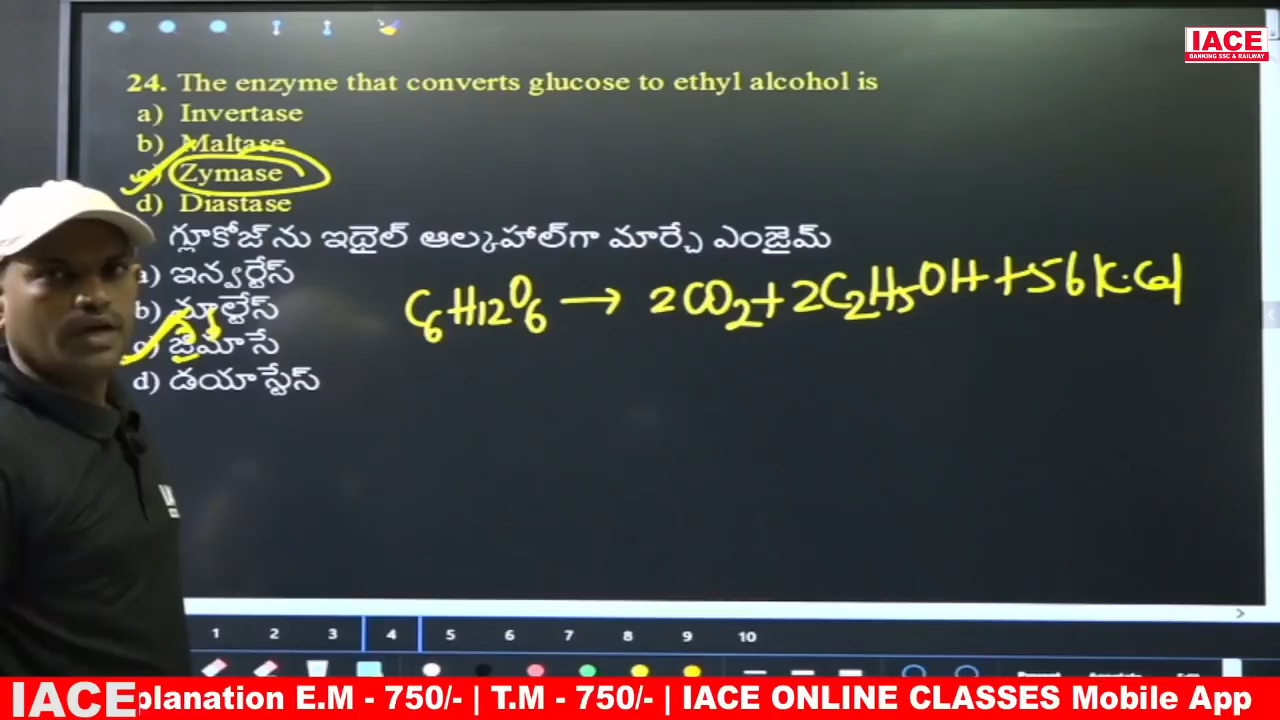 IACE
BANKING SSC & RAILWAY
24. The enzyme that converts glucose to ethyl alcohol is
a) Invertase
b) Maltase
c) Zymase
d) Diastase
గ్లూకోజ్ ను ఇథైల్ ఆల్కహాల్‌గా మార్చే ఎంజైమ్
a) ఇన్వర్టేస్
b) మాల్టేస్
c) జైమాసే
d) డయాస్టేస్
C6H12O6 → 2CO2+2C2H5OH+56K.Cal
1 2 3 4 5 6 7 8 9 10
IACE planation E.M - 750/- | T.M - 750/- | IACE ONLINE CLASSES Mobile App